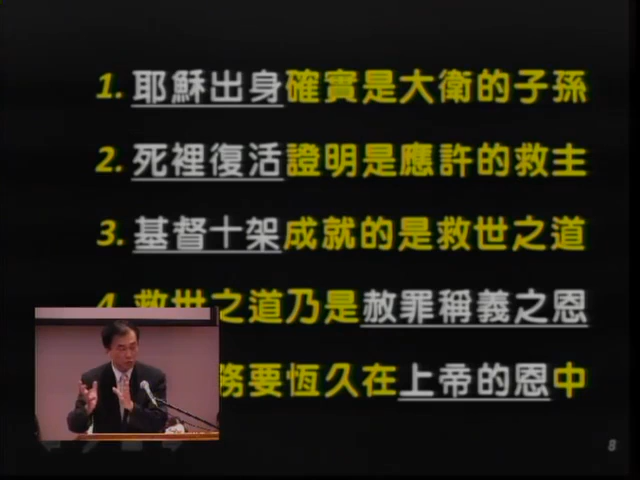 1. 耶穌出身確實是大衛的子孫
2. 死裡復活證明是應許的救主
3. 基督十架成就的是救世之道
4. 救世之道乃是赦罪稱義之恩
務要恆久在上帝的恩中
8